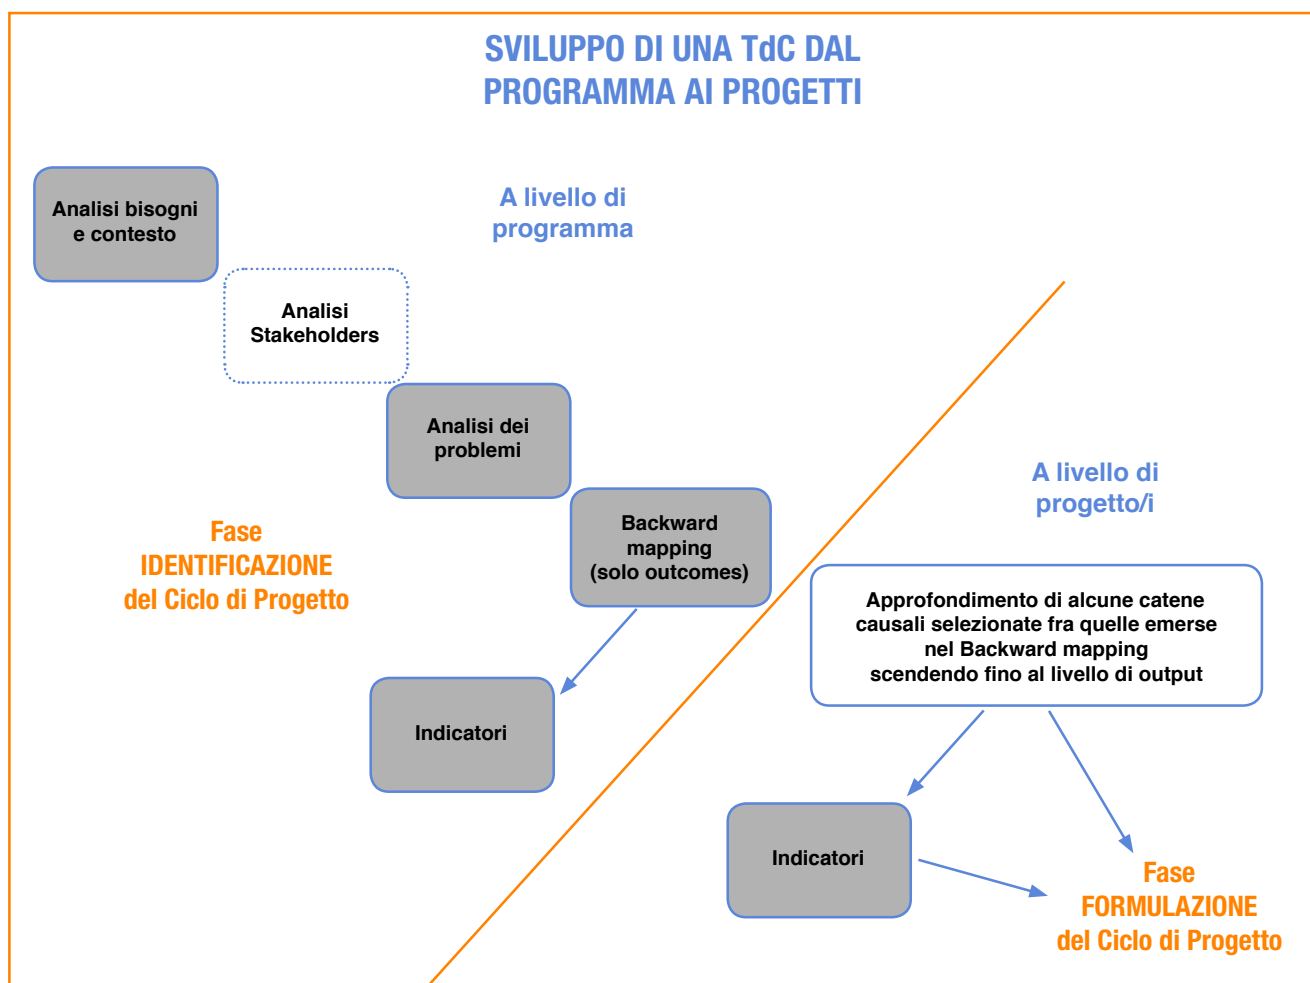 SVILUPPO DI UNA TdC DAL
PROGRAMMA AI PROGETTI
A livello di
programma
Analisi bisogni
e contesto
Analisi
Stakeholders
Analisi dei
problemi
Backward
mapping
(solo outcomes)
Fase
IDENTIFICAZIONE
del Ciclo di Progetto
Indicatori
A livello di
progetto/i
Approfondimento di alcune catene
causali selezionate fra quelle emerse
nel Backward mapping
scendendo fino al livello di output
Indicatori
Fase
FORMULAZIONE
del Ciclo di Progetto